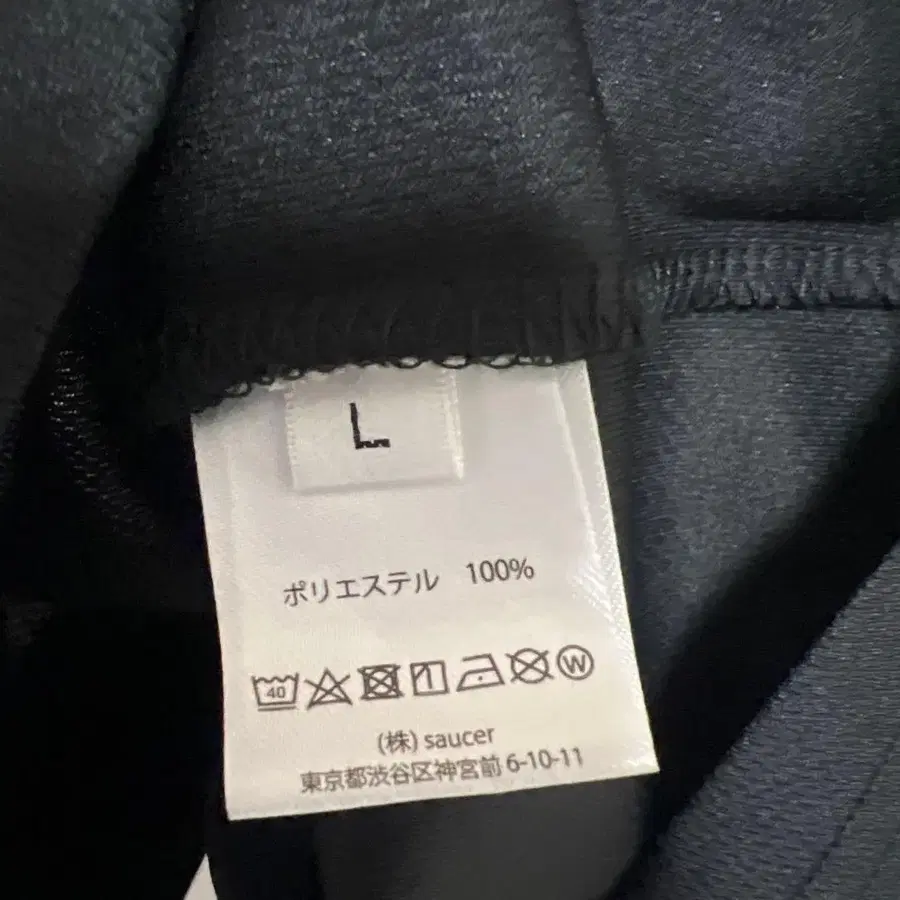 L
ポリエステル 100%
40 W
(株) saucer
東京都渋谷区神宮前 6-10-11